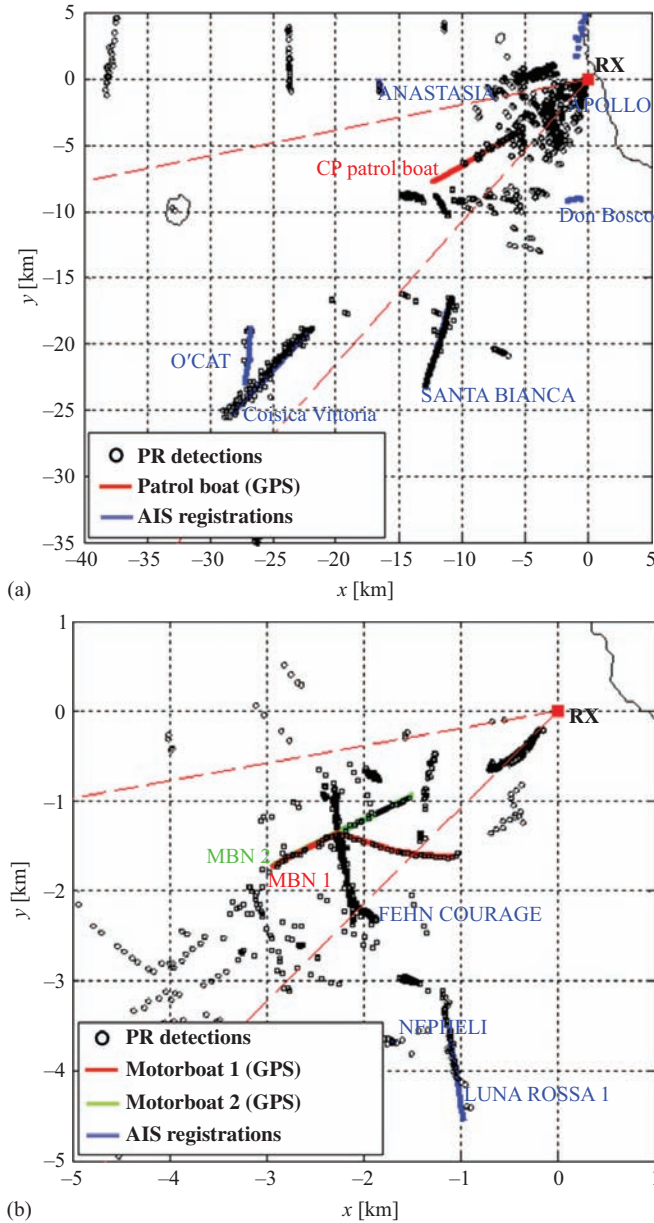 5
0
–5
–10
–15
–20
–25
–30
–35
y [km]
RX
ANASTASIA
APOLLO
CP patrol boat
Don Bosco
O'CAT
SANTA BIANCA
Coisica Vittoria
PR detections
Patrol boat (GPS)
AIS registrations
–40 –35 –30 –25 –20 –15 –10 –5 0 5
(a)
x [km]
1
0
–1
–2
–3
–4
–5
y [km]
RX
MBN 2
MBN 1
FEHN COURAGE
NEPHELI
LUNA ROSSA 1
PR detections
Motorboat 1 (GPS)
Motorboat 2 (GPS)
AIS registrations
–5 –4 –3 –2 –1 0 1
(b)
x [km]